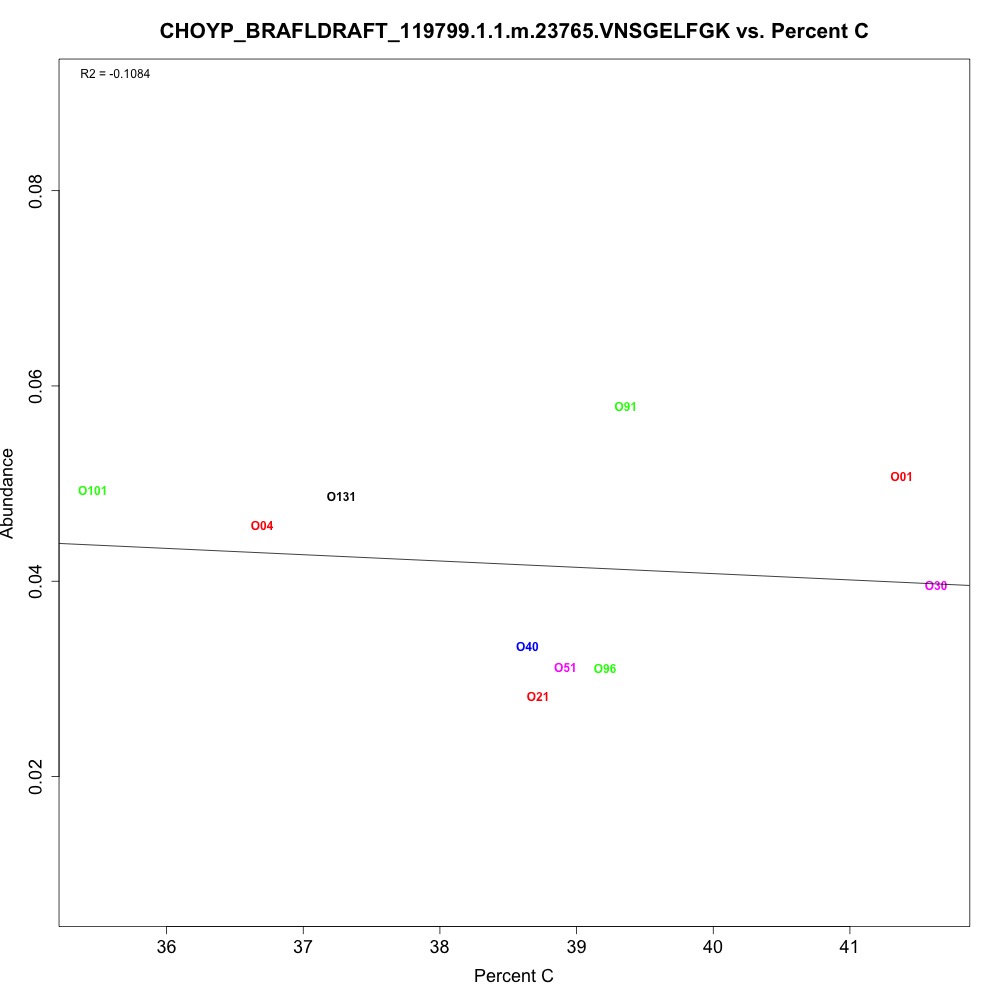 CHOYP_BRAFLDRAFT_119799.1.1.m.23765.VNSGELFGK vs. Percent C
R2 = -0.1084
0.08
0.06
O91
O01
O101
O131
Abundance
O04
0.04
O30
O40
O51
O96
O21
0.02
36 37 38 39 40 41
Percent C